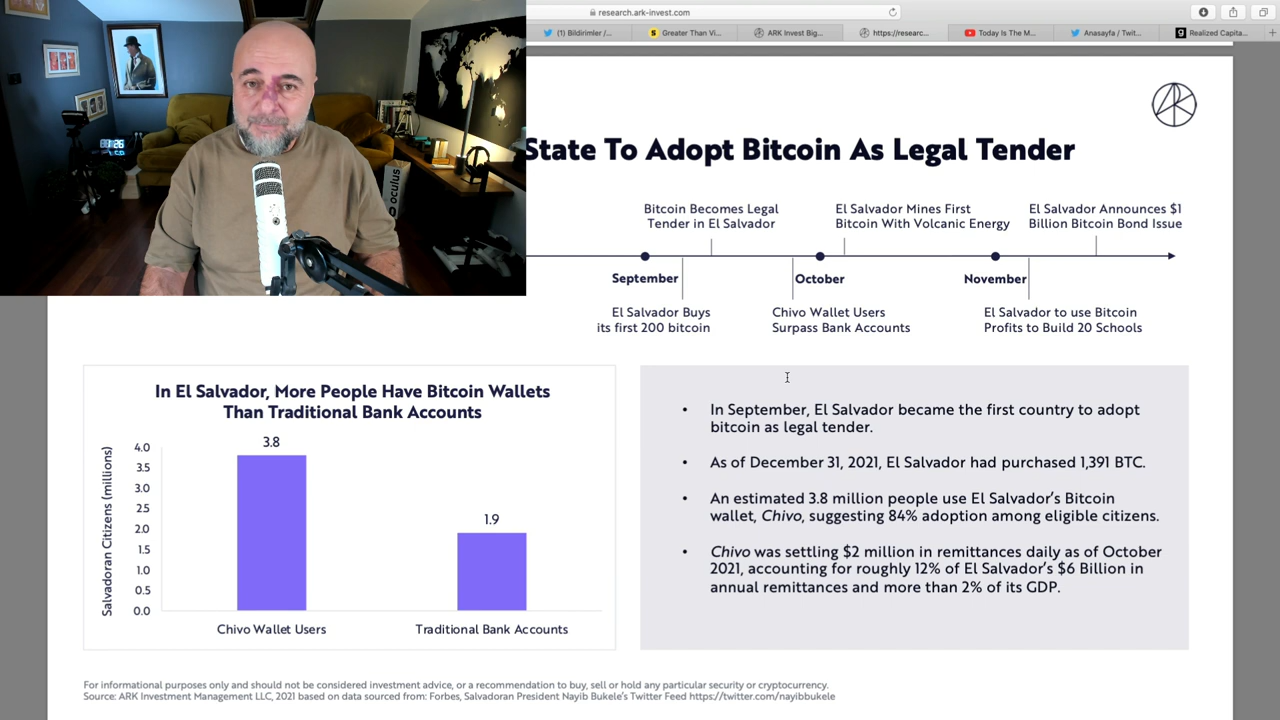 research.ark-invest.com
(1) Bildirimler /...
Greater Than Vi...
ARK Invest Big...
https://researc...
Today Is The M...
Anasayfa / Twit...
Realized Capita...
oculus
State To Adopt Bitcoin As Legal Tender
Bitcoin Becomes Legal
Tender in El Salvador
El Salvador Mines First
Bitcoin With Volcanic Energy
El Salvador Announces $1
Billion Bitcoin Bond Issue
September
October
November
El Salvador Buys
its first 200 bitcoin
Chivo Wallet Users
Surpass Bank Accounts
El Salvador to use Bitcoin
Profits to Build 20 Schools
In El Salvador, More People Have Bitcoin Wallets
Than Traditional Bank Accounts
Salvadoran Citizens (millions)
4.0
3.5
3.0
2.5
2.0
1.5
1.0
0.5
0.0
3.8
1.9
Chivo Wallet Users
Traditional Bank Accounts
• In September, El Salvador became the first country to adopt
bitcoin as legal tender.
• As of December 31, 2021, El Salvador had purchased 1,391 BTC.
• An estimated 3.8 million people use El Salvador's Bitcoin
wallet, Chivo, suggesting 84% adoption among eligible citizens.
• Chivo was settling $2 million in remittances daily as of October
2021, accounting for roughly 12% of El Salvador's $6 Billion in
annual remittances and more than 2% of its GDP.
For informational purposes only and should not be considered investment advice, or a recommendation to buy, sell or hold any particular security or cryptocurrency.
Source: ARK Investment Management LLC, 2021 based on data sourced from: Forbes, Salvadoran President Nayib Bukele's Twitter Feed https://twitter.com/nayibbukele